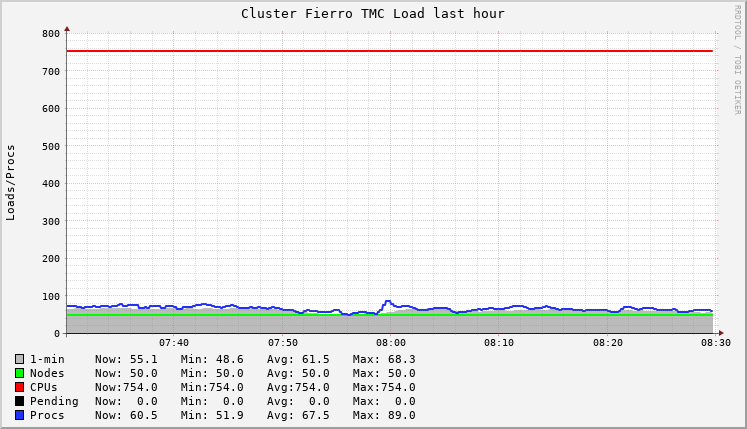 Cluster Fierro TMC Load last hour
RRDTOOL / TOBI OETIKER
Loads/Procs
800
700
600
500
400
300
200
100
0
07:40 07:50 08:00 08:10 08:20 08:30
1-min Now: 55.1 Min: 48.6 Avg: 61.5 Max: 68.3
Nodes Now: 50.0 Min: 50.0 Avg: 50.0 Max: 50.0
CPUs Now:754.0 Min:754.0 Avg:754.0 Max:754.0
Pending Now: 0.0 Min: 0.0 Avg: 0.0 Max: 0.0
Procs Now: 60.5 Min: 51.9 Avg: 67.5 Max: 89.0